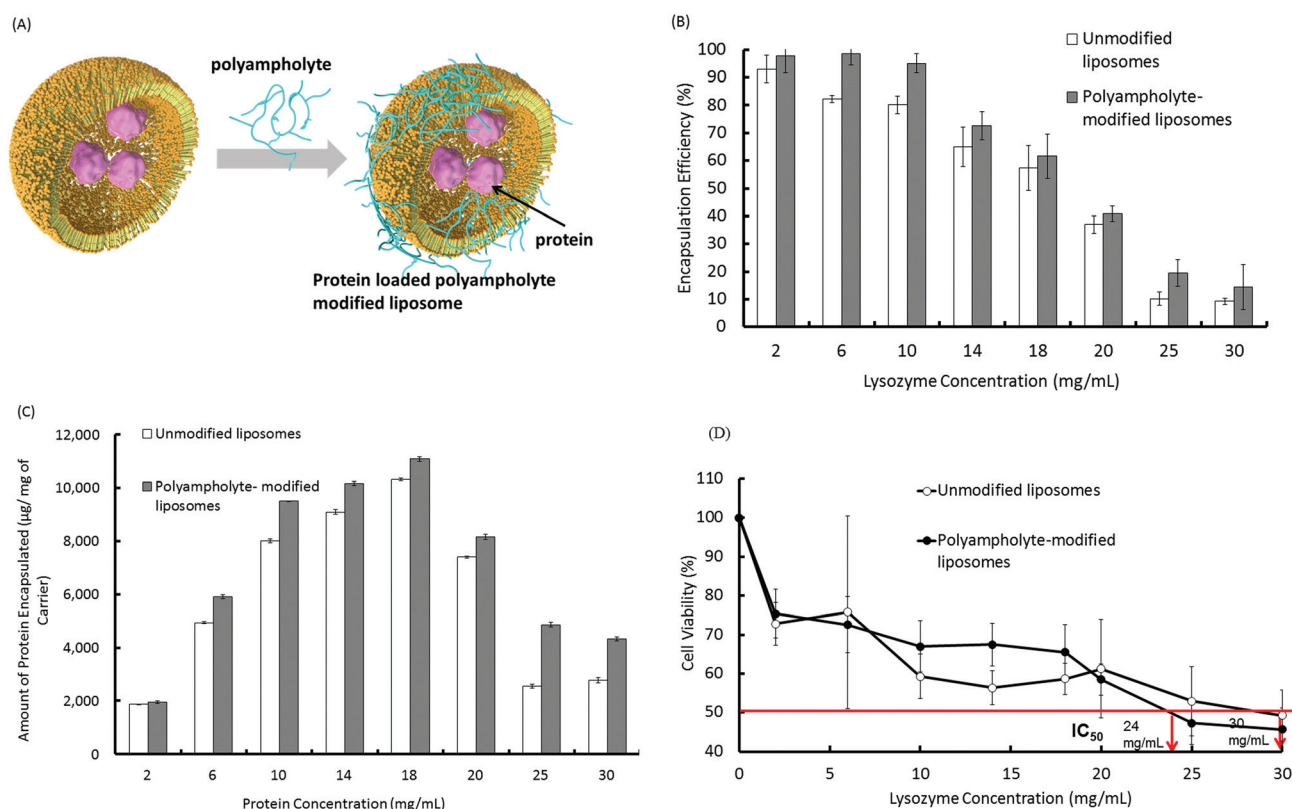 (A)
polyampholyte
protein
Protein loaded polyampholyte
modified liposome
(B)
Encapsulation Efficiency (%)
100
90
80
70
60
50
40
30
20
10
0
Unmodified
liposomes
Polyampholyte-
modified liposomes
2 6 10 14 18 20 25 30
Lysozyme Concentration (mg/mL)
(C)
Amount of Protein Encapsulated (µg/ mg of
Carrier)
12,000
10,000
8,000
6,000
4,000
2,000
0
Unmodified liposomes
Polyampholyte- modified
liposomes
2 6 10 14 18 20 25 30
Protein Concentration (mg/mL)
(D)
Cell Viability (%)
110
100
90
80
70
60
50
40
Unmodified liposomes
Polyampholyte-modified
liposomes
IC50
24
mg/mL
30
mg/mL
0 5 10 15 20 25 30
Lysozyme Concentration (mg/mL)